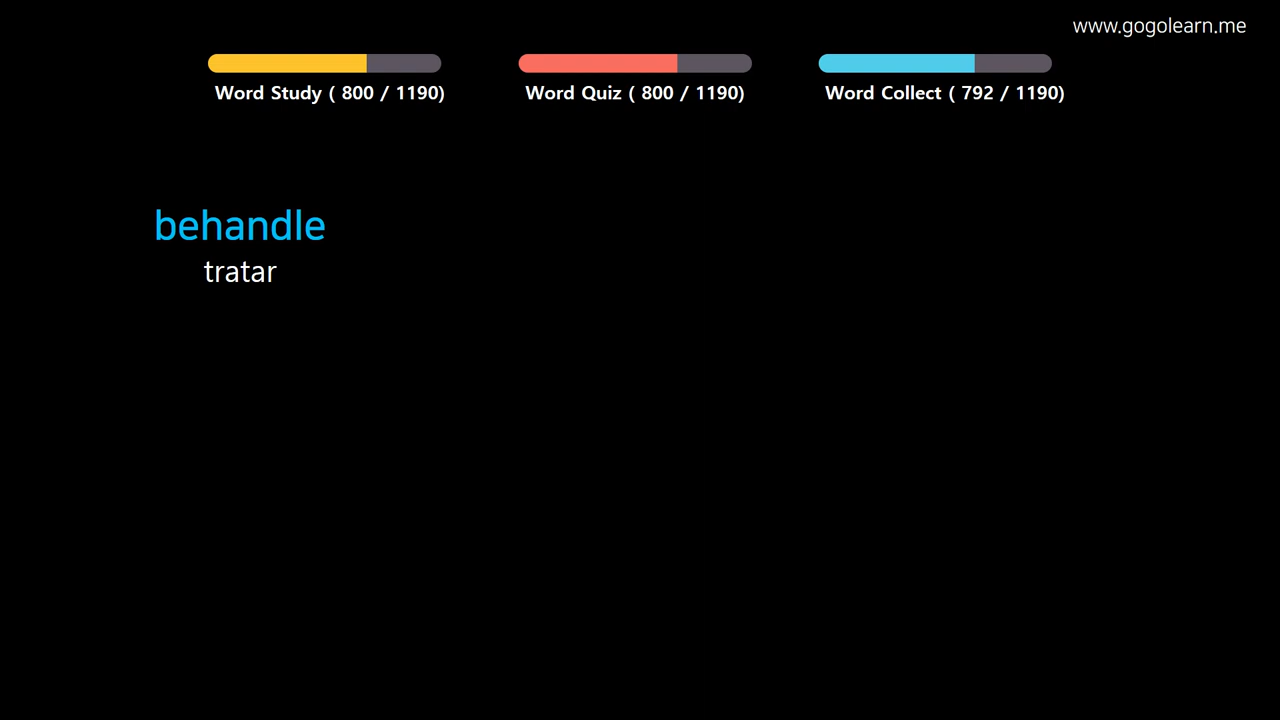 www.gogolearn.me
Word Study ( 800 / 1190)
Word Quiz ( 800 / 1190)
Word Collect ( 792 / 1190)
behandle
tratar